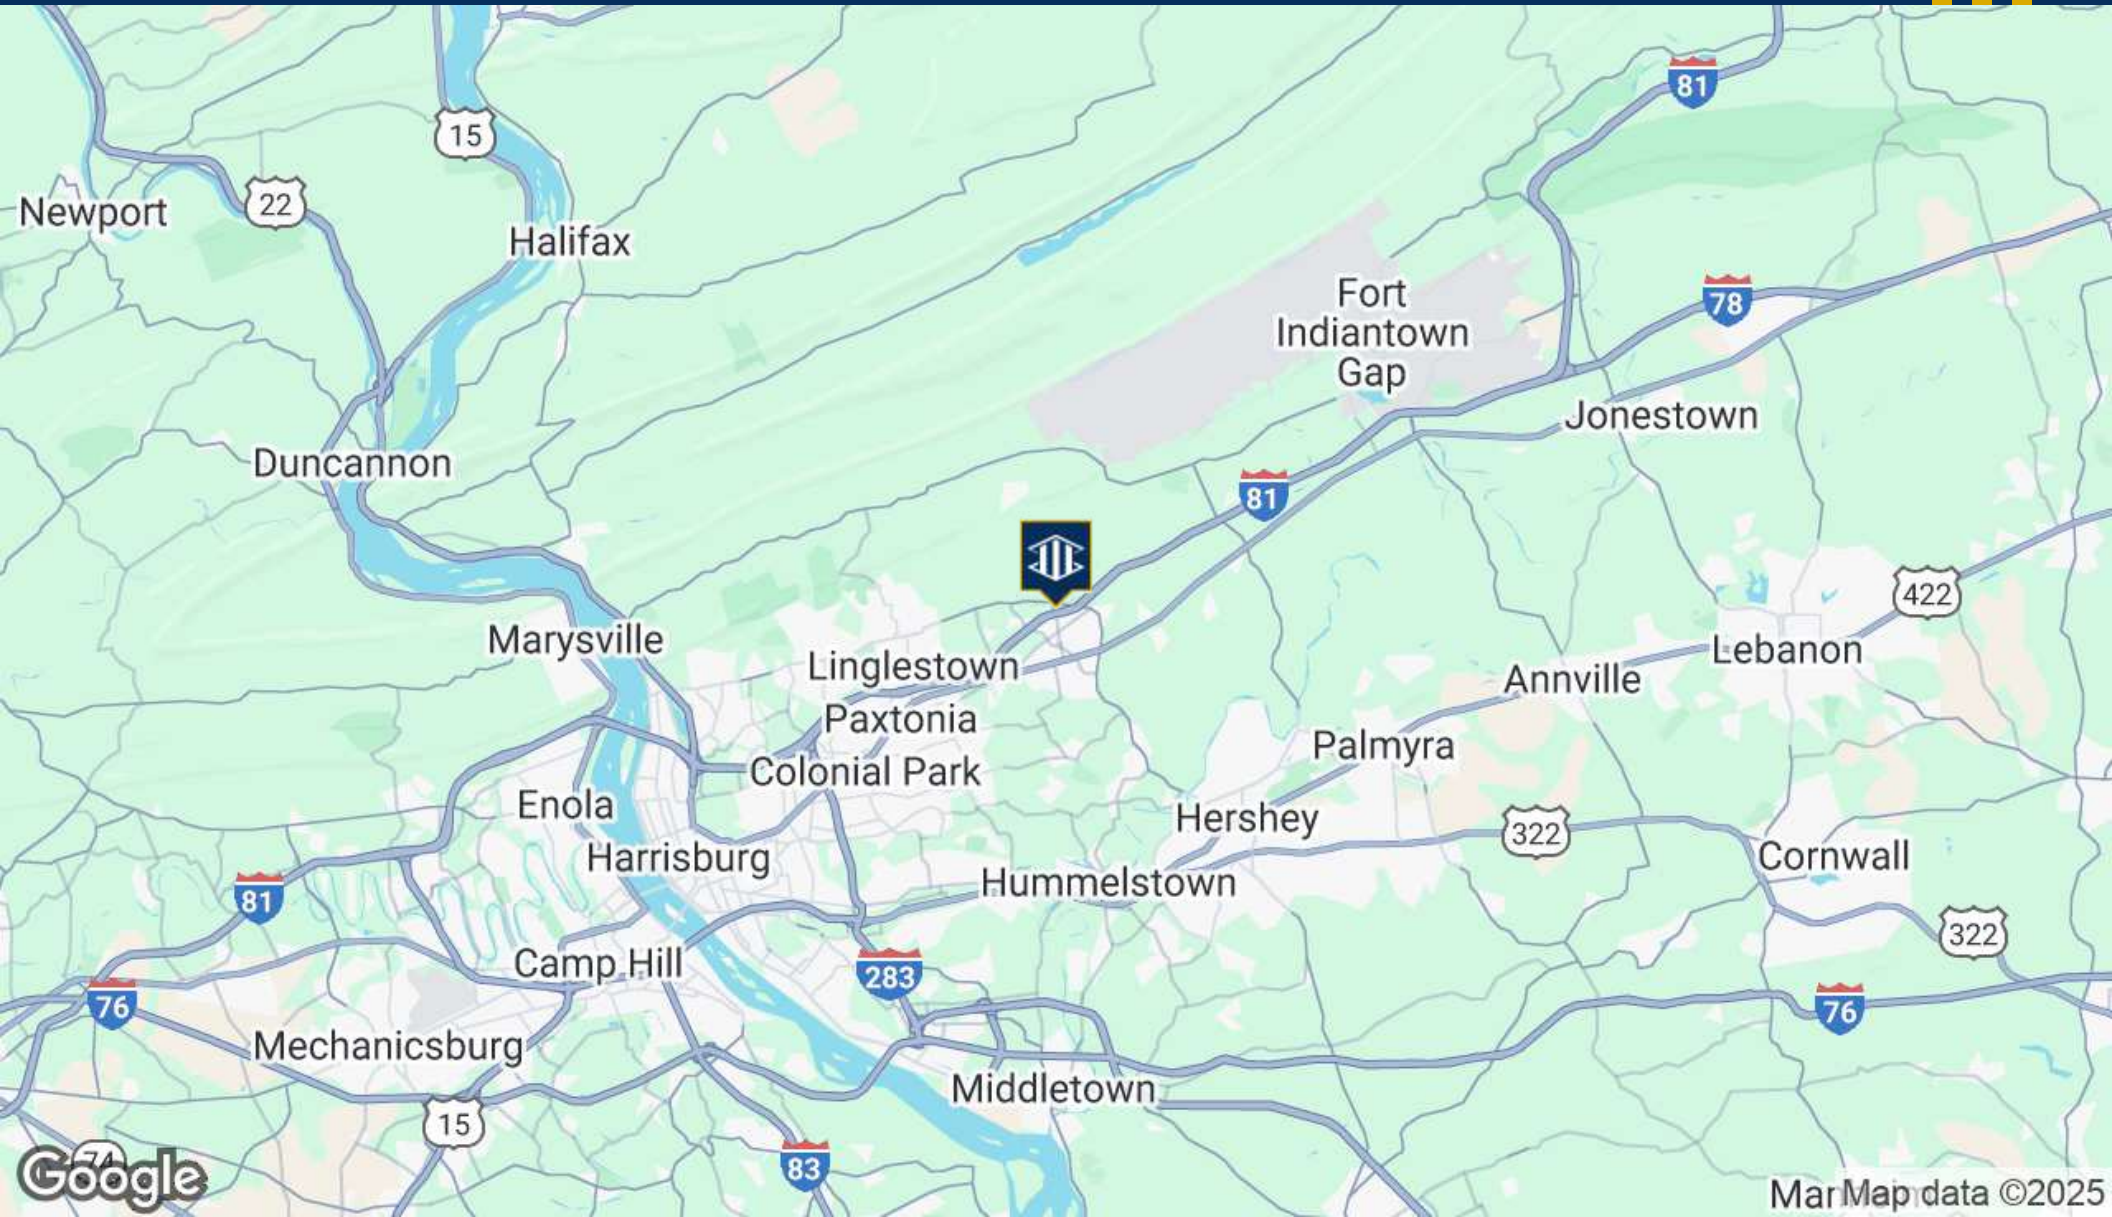 81
15
22
Newport
Halifax
Fort
Indiantown
Gap
78
Jonestown
Duncannon
81
422
Marysville
Lebanon
Linglestown
Annville
Paxtonia
Palmyra
Colonial Park
Enola
Hershey
322
Harrisburg
Cornwall
Hummelstown
81
322
Camp Hill
283
76
76
Mechanicsburg
Middletown
15
74
83
Google
Map data ©2025